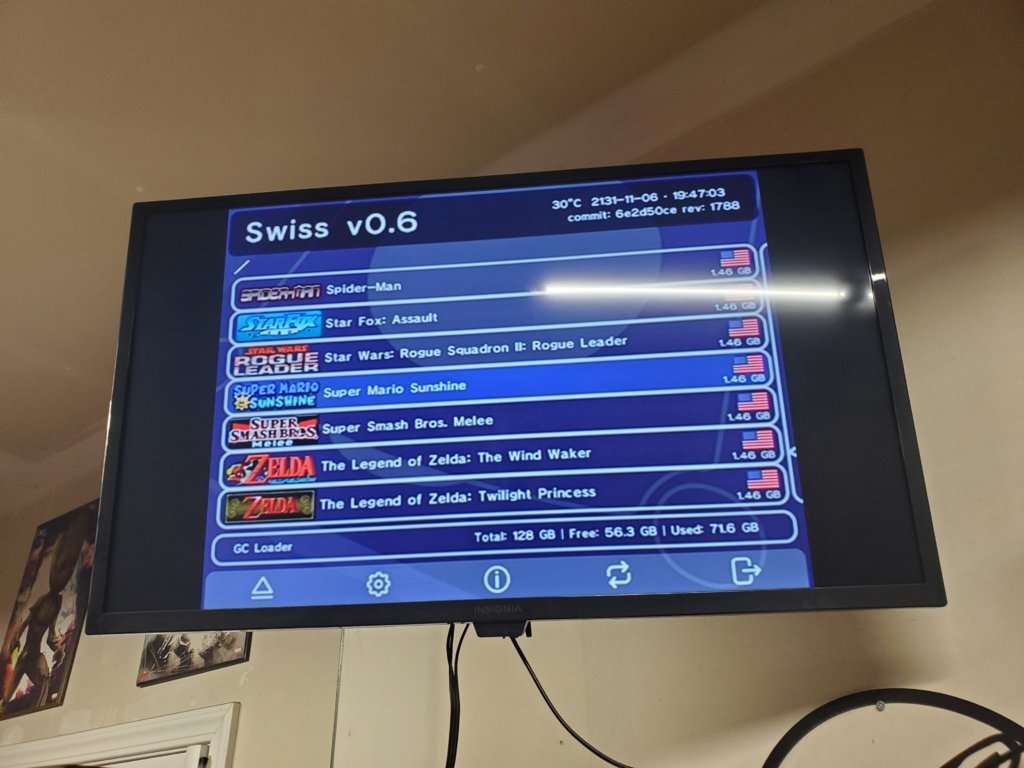 Swiss v0.6
30°C 2131-11-06 · 19:47:03
commit: 6e2d50ce rev: 1788
/
1.46 GB
SPIDER-MAN
Spider-Man
1.46 GB
STARFOX
Star Fox: Assault
1.46 GB
STAR WARS
ROGUE
LEADER
Star Wars: Rogue Squadron II: Rogue Leader
1.46 GB
SUPER MARIO
SUNSHINE
Super Mario Sunshine
1.46 GB
SUPER
SMASH BROS.
Melee
Super Smash Bros. Melee
1.46 GB
ZELDA
The Legend of Zelda: The Wind Waker
1.46 GB
ZELDA
The Legend of Zelda: Twilight Princess
GC Loader
Total: 128 GB | Free: 56.3 GB | Used: 71.6 GB
INSIGNIA